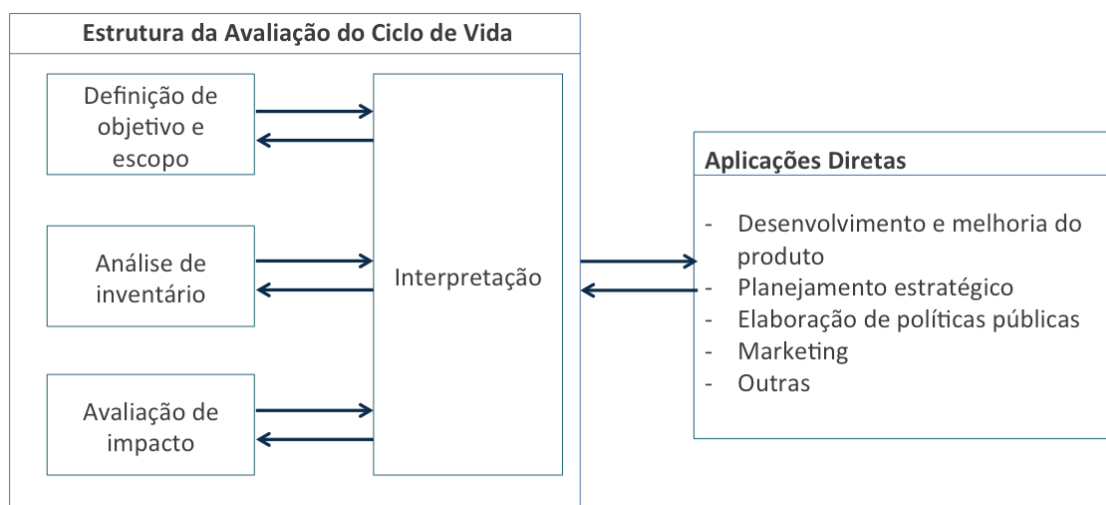 Estrutura da Avaliação do Ciclo de Vida
Definição de
objetivo e
escopo
Análise de
inventário
Avaliação de
impacto
Interpretação
Aplicações Diretas
- Desenvolvimento e melhoria do
produto
- Planejamento estratégico
- Elaboração de políticas públicas
- Marketing
- Outras